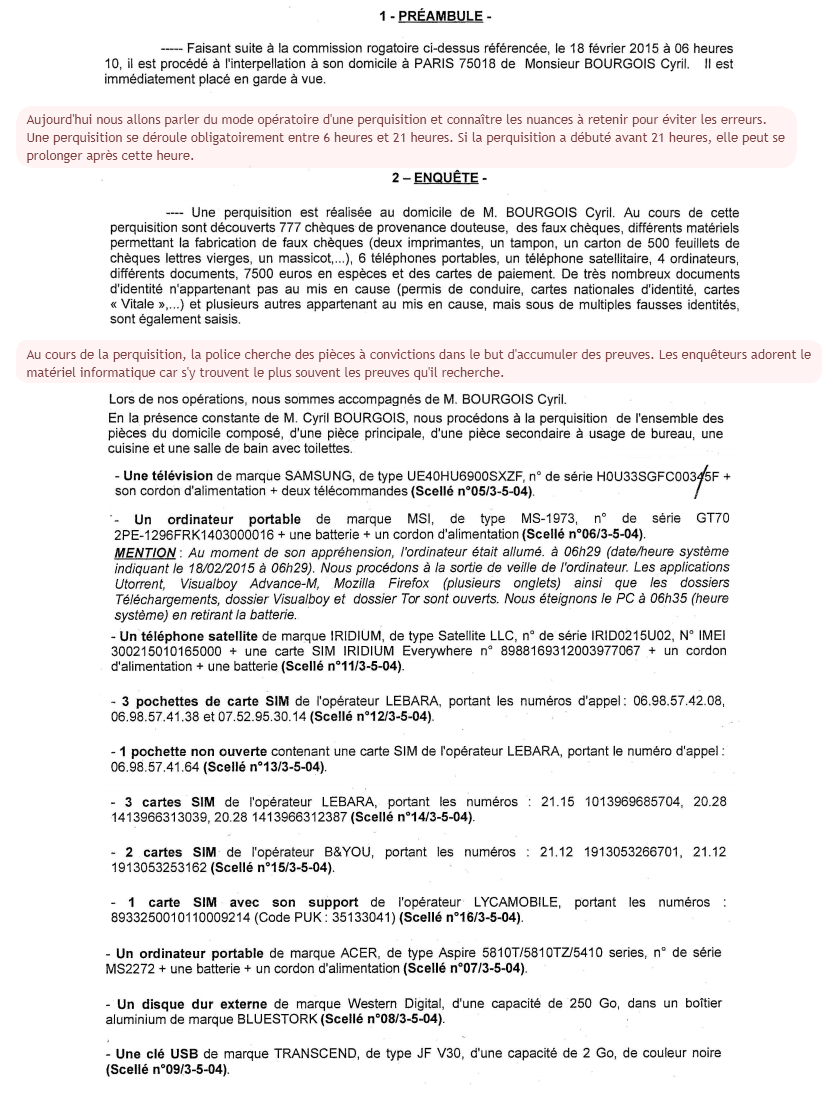 1 - PRÉAMBULE -
----- Faisant suite à la commission rogatoire ci-dessus référencée, le 18 février 2015 à 06 heures
10, il est procédé à l'interpellation à son domicile à PARIS 75018 de Monsieur BOURGOIS Cyril. Il est
immédiatement placé en garde à vue.
Aujourd'hui nous allons parler du mode opératoire d'une perquisition et connaître les nuances à retenir pour éviter les erreurs.
Une perquisition se déroule obligatoirement entre 6 heures et 21 heures. Si la perquisition a débuté avant 21 heures, elle peut se
prolonger après cette heure.
2 – ENQUÊTE -
---- Une perquisition est réalisée au domicile de M. BOURGOIS Cyril. Au cours de cette
perquisition sont découverts 777 chèques de provenance douteuse, des faux chèques, différents matériels
permettant la fabrication de faux chèques (deux imprimantes, un tampon, un carton de 500 feuillets de
chèques lettres vierges, un massicot,...), 6 téléphones portables, un téléphone satellitaire, 4 ordinateurs,
différents documents, 7500 euros en espèces et des cartes de paiement. De très nombreux documents
d'identité n'appartenant pas au mis en cause (permis de conduire, cartes nationales d'identité, cartes
« Vitale »,...) et plusieurs autres appartenant au mis en cause, mais sous de multiples fausses identités,
sont également saisis.
Au cours de la perquisition, la police cherche des pièces à convictions dans le but d'accumuler des preuves. Les enquêteurs adorent le
matériel informatique car s'y trouvent le plus souvent les preuves qu'il recherche.
Lors de nos opérations, nous sommes accompagnés de M. BOURGOIS Cyril.
En la présence constante de M. Cyril BOURGOIS, nous procédons à la perquisition de l'ensemble des
pièces du domicile composé, d'une pièce principale, d'une pièce secondaire à usage de bureau, une
cuisine et une salle de bain avec toilettes.
- Une télévision de marque SAMSUNG, de type UE40HU6900SXZF, n° de série H0U33SGFC00345F +
son cordon d'alimentation + deux télécommandes (Scellé n°05/3-5-04).
- Un ordinateur portable de marque MSI, de type MS-1973, n° de série GT70
2PE-1296FRK1403000016 + une batterie + un cordon d'alimentation (Scellé n°06/3-5-04).
MENTION : Au moment de son appréhension, l'ordinateur était allumé. à 06h29 (date/heure système
indiquant le 18/02/2015 à 06h29). Nous procédons à la sortie de veille de l'ordinateur. Les applications
Utorrent, Visualboy Advance-M, Mozilla Firefox (plusieurs onglets) ainsi que les dossiers
Téléchargements, dossier Visualboy et dossier Tor sont ouverts. Nous éteignons le PC à 06h35 (heure
système) en retirant la batterie.
- Un téléphone satellite de marque IRIDIUM, de type Satellite LLC, n° de série IRID0215U02, N° IMEI
300215010165000 + une carte SIM IRIDIUM Everywhere n° 8988169312003977067 + un cordon
d'alimentation + une batterie (Scellé n°11/3-5-04).
- 3 pochettes de carte SIM de l'opérateur LEBARA, portant les numéros d'appel : 06.98.57.42.08,
06.98.57.41.38 et 07.52.95.30.14 (Scellé n°12/3-5-04).
- 1 pochette non ouverte contenant une carte SIM de l'opérateur LEBARA, portant le numéro d'appel :
06.98.57.41.64 (Scellé n°13/3-5-04).
- 3 cartes SIM de l'opérateur LEBARA, portant les numéros : 21.15 1013969685704, 20.28
1413966313039, 20.28 1413966312387 (Scellé n°14/3-5-04).
- 2 cartes SIM de l'opérateur B&YOU, portant les numéros : 21.12 1913053266701, 21.12
1913053253162 (Scellé n°15/3-5-04).
- 1 carte SIM avec son support de l'opérateur LYCAMOBILE, portant les numéros :
8933250010110009214 (Code PUK : 35133041) (Scellé n°16/3-5-04).
- Un ordinateur portable de marque ACER, de type Aspire 5810T/5810TZ/5410 series, n° de série
MS2272 + une batterie + un cordon d'alimentation (Scellé n°07/3-5-04).
- Un disque dur externe de marque Western Digital, d'une capacité de 250 Go, dans un boîtier
aluminium de marque BLUESTORK (Scellé n°08/3-5-04).
- Une clé USB de marque TRANSCEND, de type JF V30, d'une capacité de 2 Go, de couleur noire
(Scellé n°09/3-5-04).